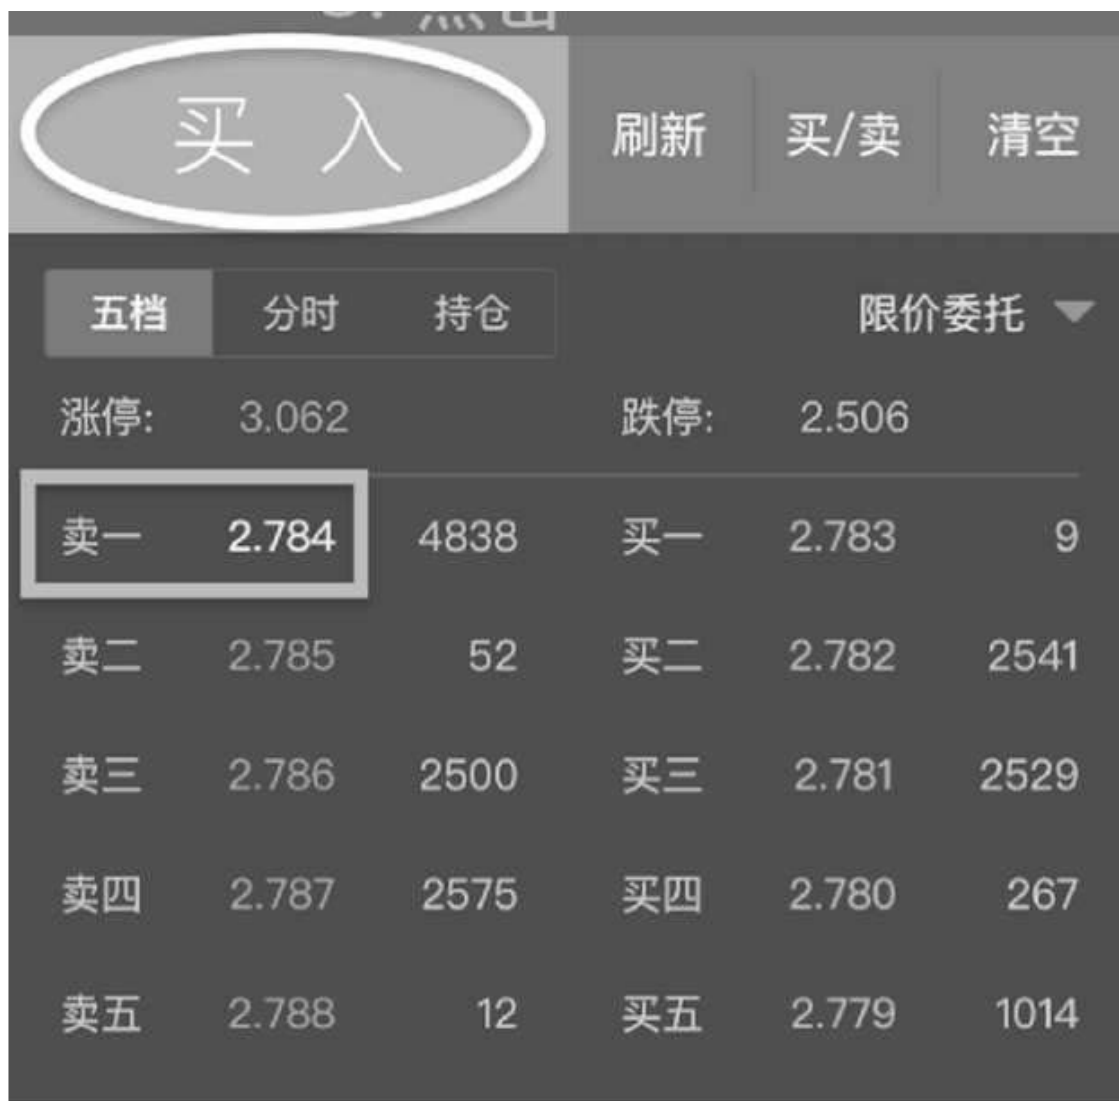 买 入 刷新 买/卖 清空
五档 分时 持仓 限价委托
涨停: 3.062 跌停: 2.506
卖一 2.784 4838 买一 2.783 9
卖二 2.785 52 买二 2.782 2541
卖三 2.786 2500 买三 2.781 2529
卖四 2.787 2575 买四 2.780 267
卖五 2.788 12 买五 2.779 1014